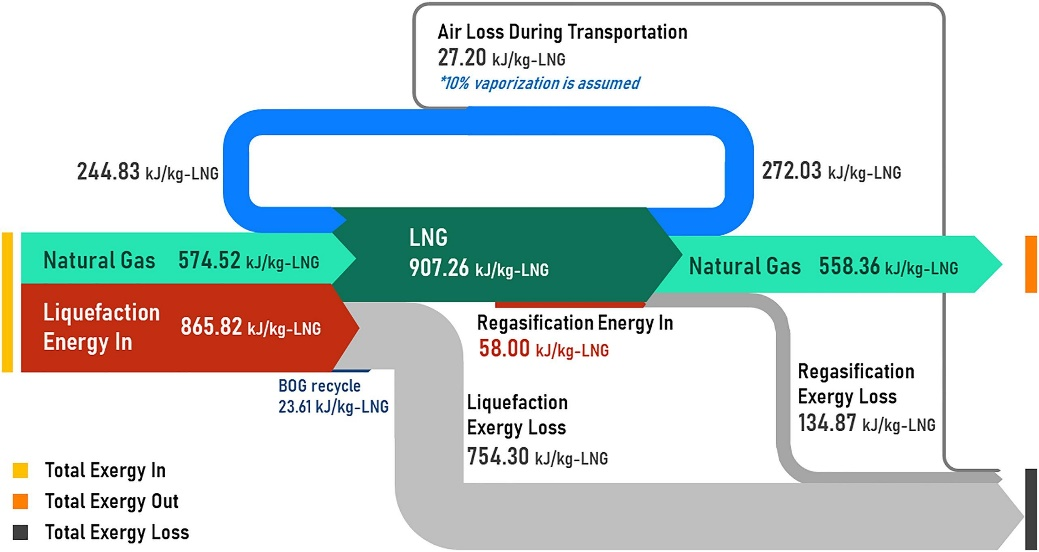 Air Loss During Transportation
27.20 kJ/kg-LNG
*10% vaporization is assumed
244.83 kJ/kg-LNG
272.03 kJ/kg-LNG
LNG
907.26 kJ/kg-LNG
Natural Gas 574.52 kJ/kg-LNG
Natural Gas 558.36 kJ/kg-LNG
Liquefaction
Energy In
865.82 kJ/kg-LNG
Regasification Energy In
58.00 kJ/kg-LNG
BOG recycle
23.61 kJ/kg-LNG
Liquefaction
Exergy Loss
754.30 kJ/kg-LNG
Regasification
Exergy Loss
134.87 kJ/kg-LNG
Total Exergy In
Total Exergy Out
Total Exergy Loss